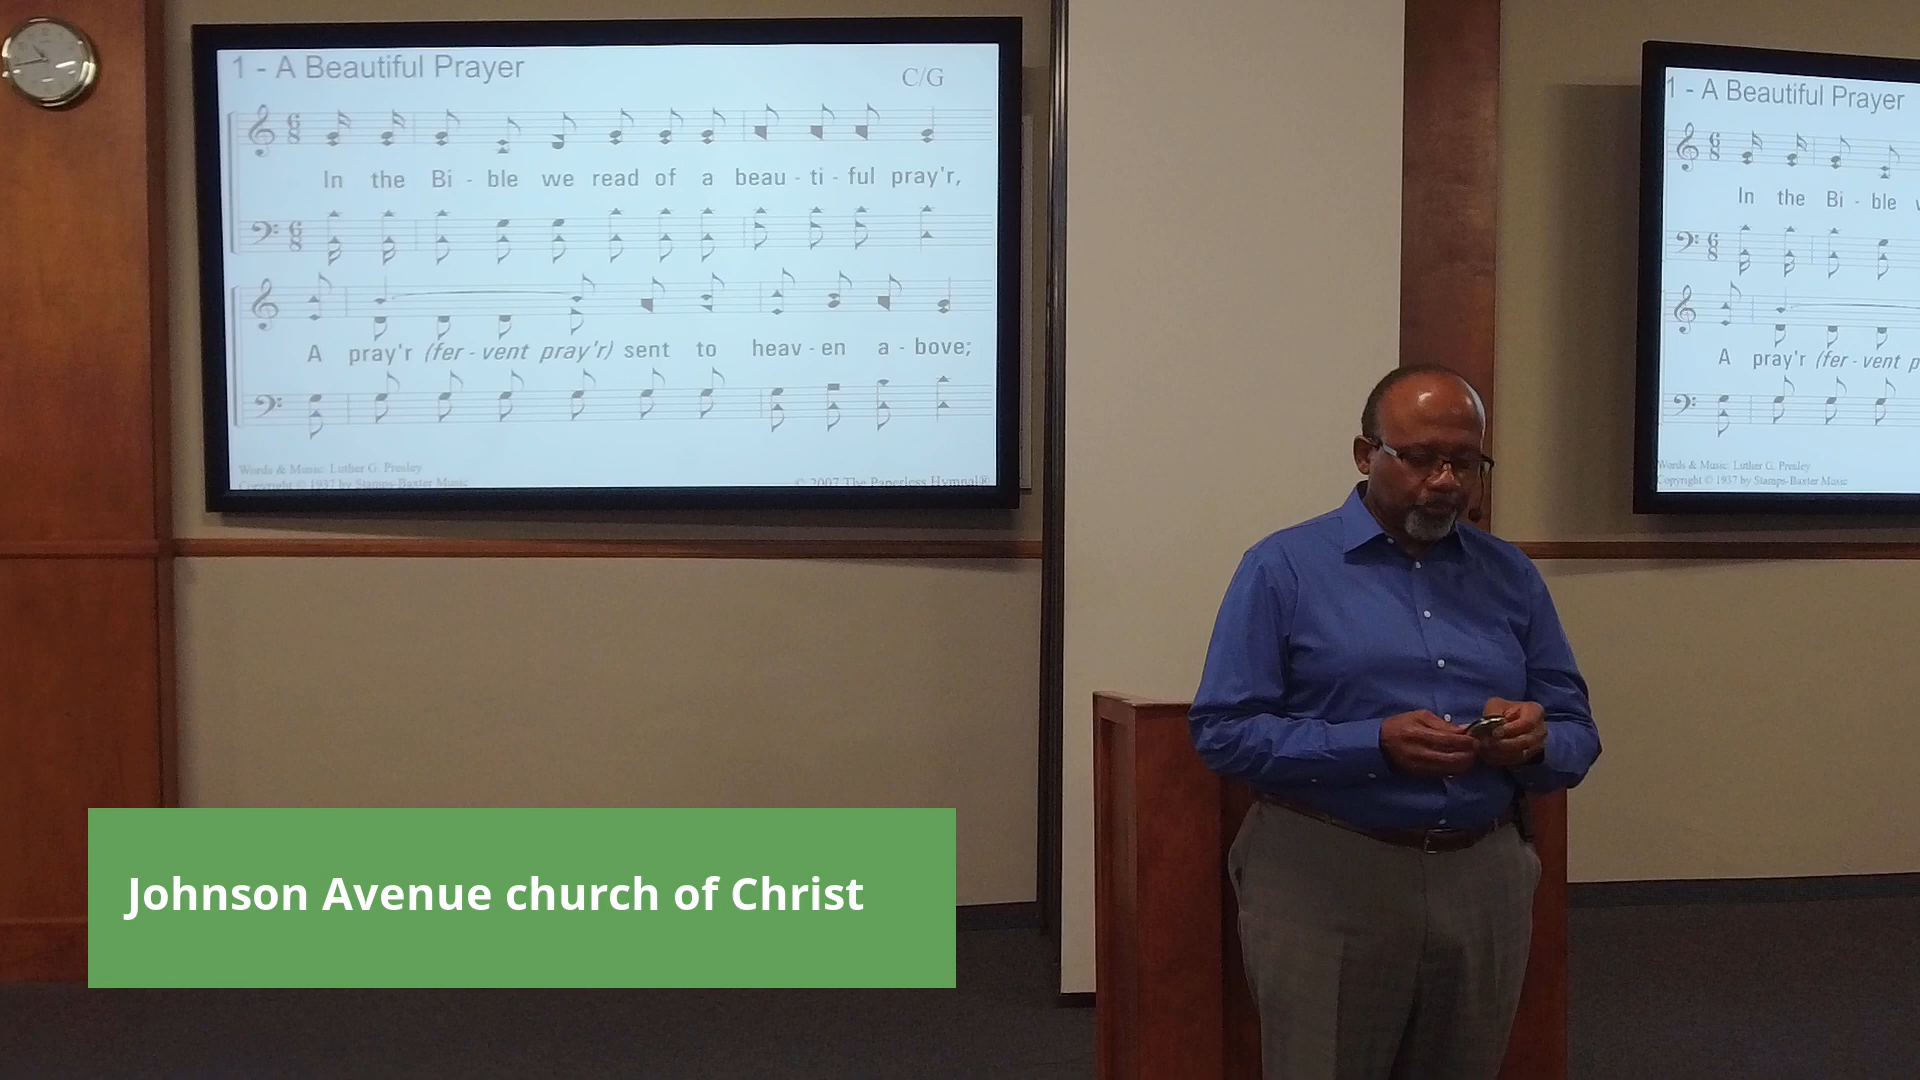 1 - A Beautiful Prayer
C/G
In the Bi - ble we read of a beau - ti - ful pray'r,
A pray'r (fer - vent pray'r) sent to heav - en a - bove;
Words & Music: Luther G. Presley
Copyright © 1937 by Stamps-Baxter Music
© 2007 The Paperless Hymnal®
1 - A Beautiful Prayer
In the Bi - ble
A pray'r (fer - vent p
Words & Music: Luther G. Presley
Copyright © 1937 by Stamps-Baxter Music
Johnson Avenue church of Christ